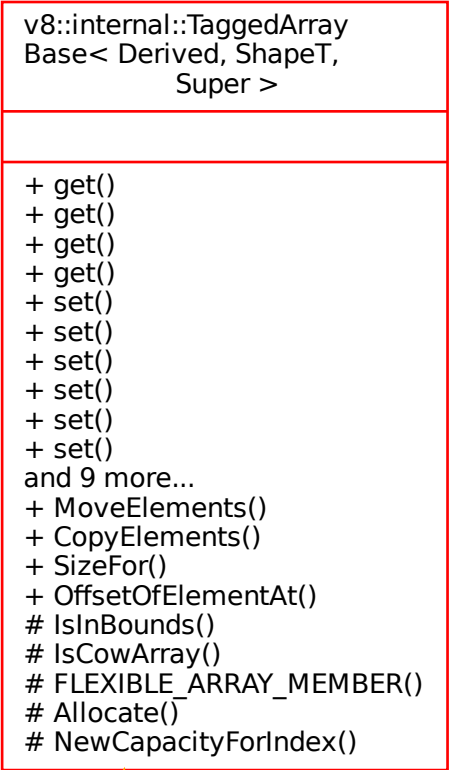 v8::internal::TaggedArray
Base< Derived, ShapeT,
Super >
+ get()
+ get()
+ get()
+ get()
+ set()
+ set()
+ set()
+ set()
+ set()
+ set()
and 9 more...
+ MoveElements()
+ CopyElements()
+ SizeFor()
+ OffsetOfElementAt()
# IsInBounds()
# IsCowArray()
# FLEXIBLE_ARRAY_MEMBER()
# Allocate()
# NewCapacityForIndex()